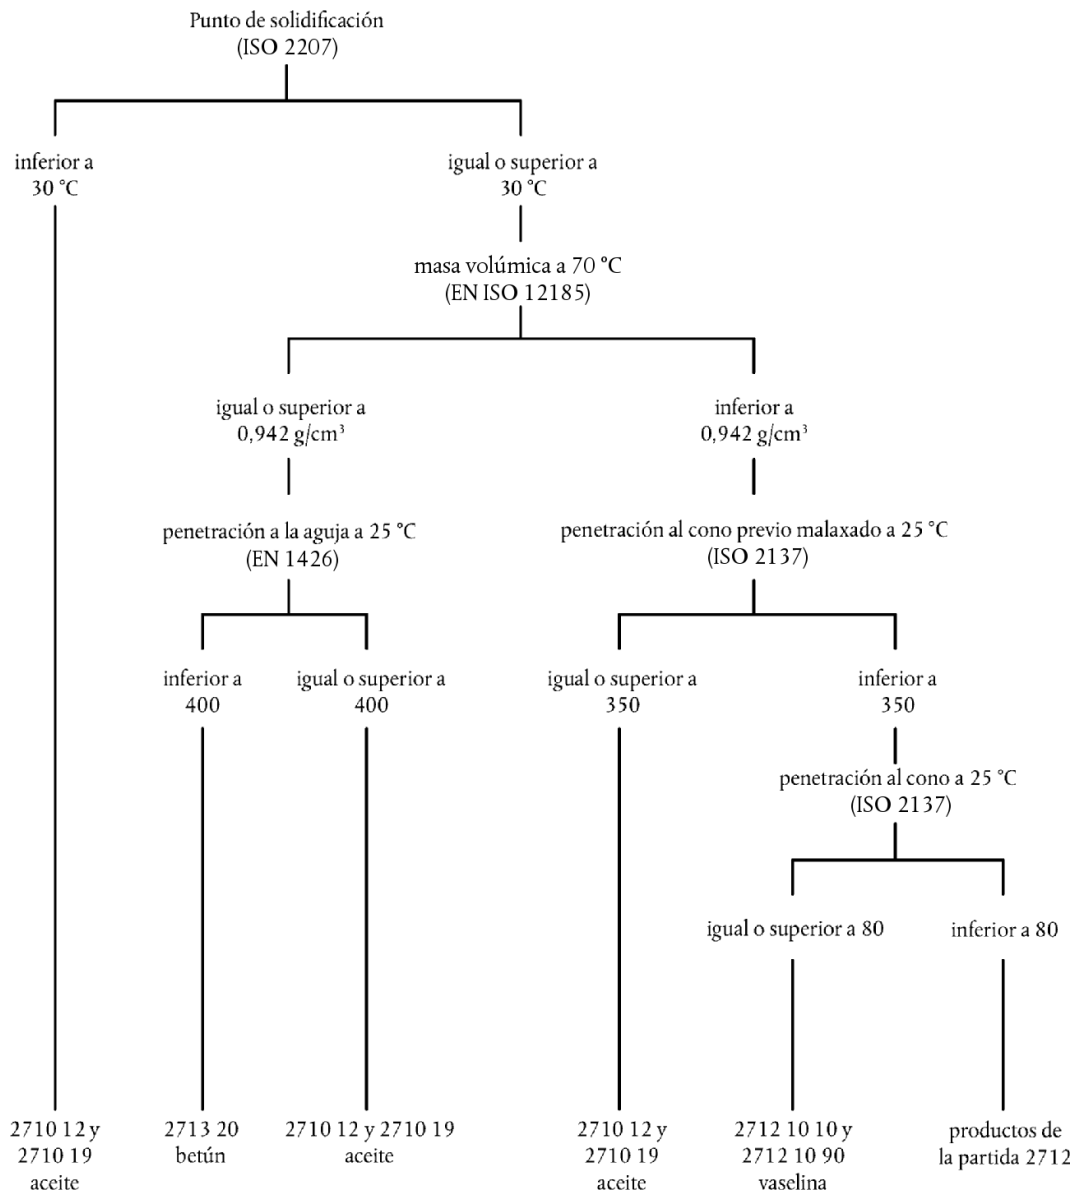 Punto de solidificación
(ISO 2207)
inferior a
30 °C
igual o superior a
30 °C
masa volúmica a 70 °C
(EN ISO 12185)
igual o superior a
0,942 g/cm³
inferior a
0,942 g/cm³
penetración a la aguja a 25 °C
(EN 1426)
penetración al cono previo malaxado a 25 °C
(ISO 2137)
inferior a
400
igual o superior a
400
igual o superior a
350
inferior a
350
penetración al cono a 25 °C
(ISO 2137)
igual o superior a 80
inferior a 80
2710 12 y
2710 19
aceite
2713 20
betún
2710 12 y 2710 19
aceite
2710 12 y
2710 19
aceite
2712 10 10 y
2712 10 90
vaselina
productos de
la partida 2712